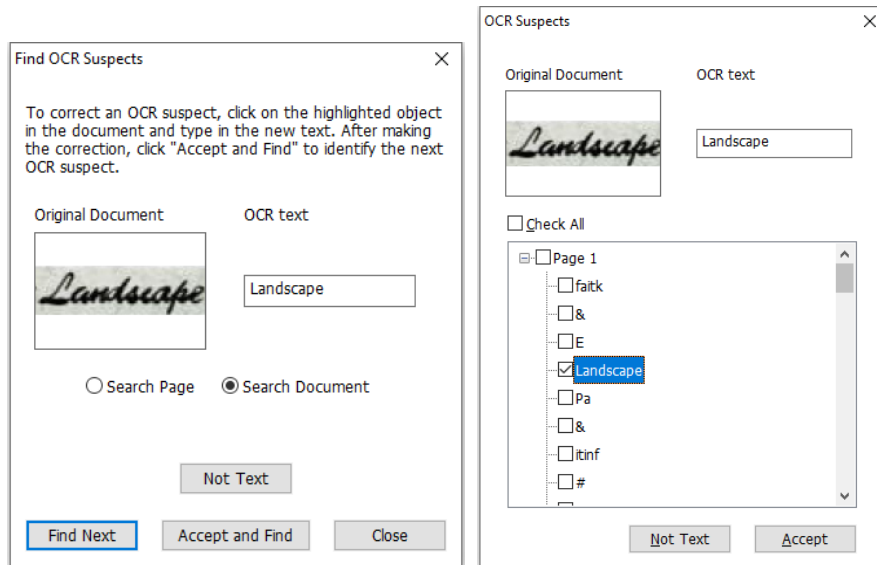 Find OCR Suspects
To correct an OCR suspect, click on the highlighted object
in the document and type in the new text. After making
the correction, click "Accept and Find" to identify the next
OCR suspect.
Original Document
OCR text
Landscape
Landscape
Search Page
Search Document
Not Text
Find Next
Accept and Find
Close
OCR Suspects
Original Document
OCR text
Landscape
Landscape
Check All
Page 1
faitk
&
E
Landscape
Pa
&
itinf
#
Not Text
Accept